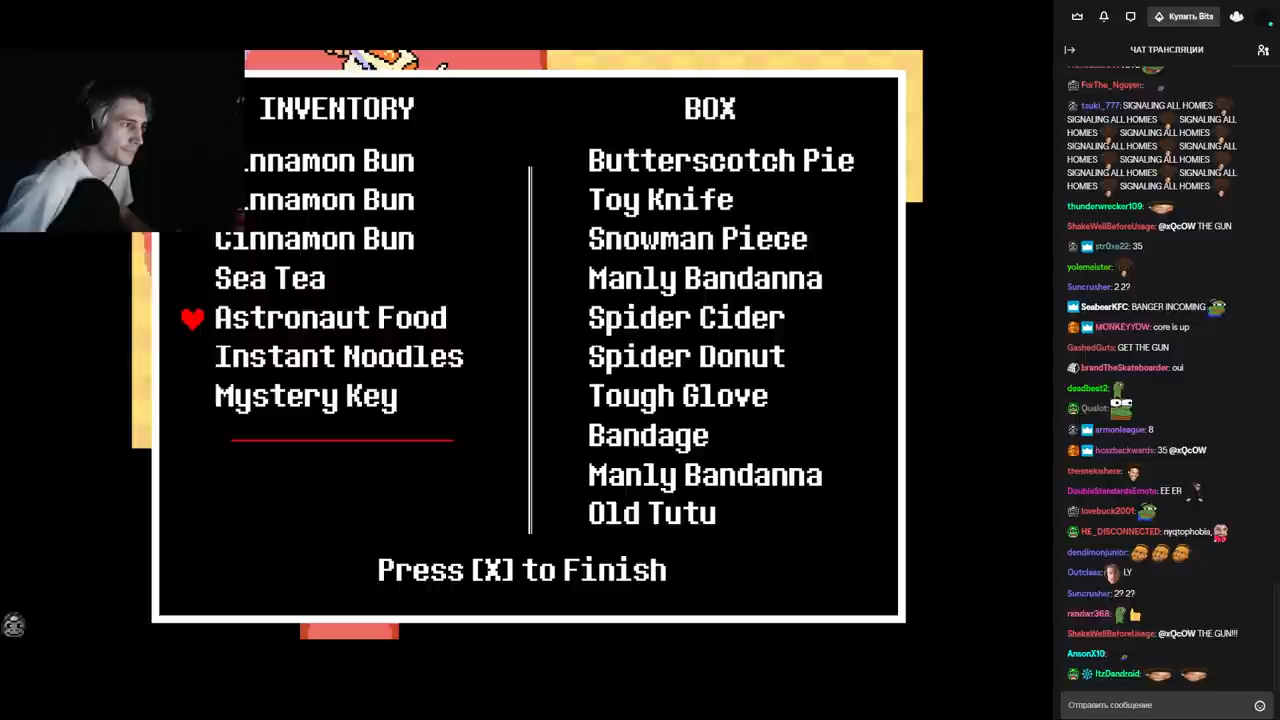 Купить Bits
ЧАТ ТРАНСЛЯЦИИ
INVENTORY
BOX
nnamon Bun
nnamon Bun
Cinnamon Bun
Sea Tea
Astronaut Food
Instant Noodles
Mystery Key
Butterscotch Pie
Toy Knife
Snowman Piece
Manly Bandanna
Spider Cider
Spider Donut
Tough Glove
Bandage
Manly Bandanna
Old Tutu
Press [X] to Finish
ForThe_Nguyen:
tsuki_777: SIGNALING ALL HOMIES
SIGNALING ALL HOMIES SIGNALING ALL
HOMIES SIGNALING ALL HOMIES
SIGNALING ALL HOMIES SIGNALING ALL
HOMIES SIGNALING ALL HOMIES
SIGNALING ALL HOMIES SIGNALING ALL
HOMIES SIGNALING ALL HOMIES
thunderwrecker109:
ShakeWellBeforeUsage: @xQcOW THE GUN
str0xe22: 35
yolemeister:
Suncrusher: 2 2?
SeabearKFC: BANGER INCOMING
MONKEYYOW: core is up
GashedGuts: GET THE GUN
brandTheSkateboarder: oui
deadbeat2:
Qualot:
armonleague: 8
hoaxbackwards: 35 @xQcOW
thesnekishere:
DoubleStandardsEmote: EE ER
lovebuck2001:
HE_DISCONNECTED: nyqtophobia,
dendimonjunior:
Outclass: LY
Suncrusher: 2? 2?
rendwr368:
ShakeWellBeforeUsage: @xQcOW THE GUN!!!
AnsonX10:
ItzDandroid:
Отправить сообщение